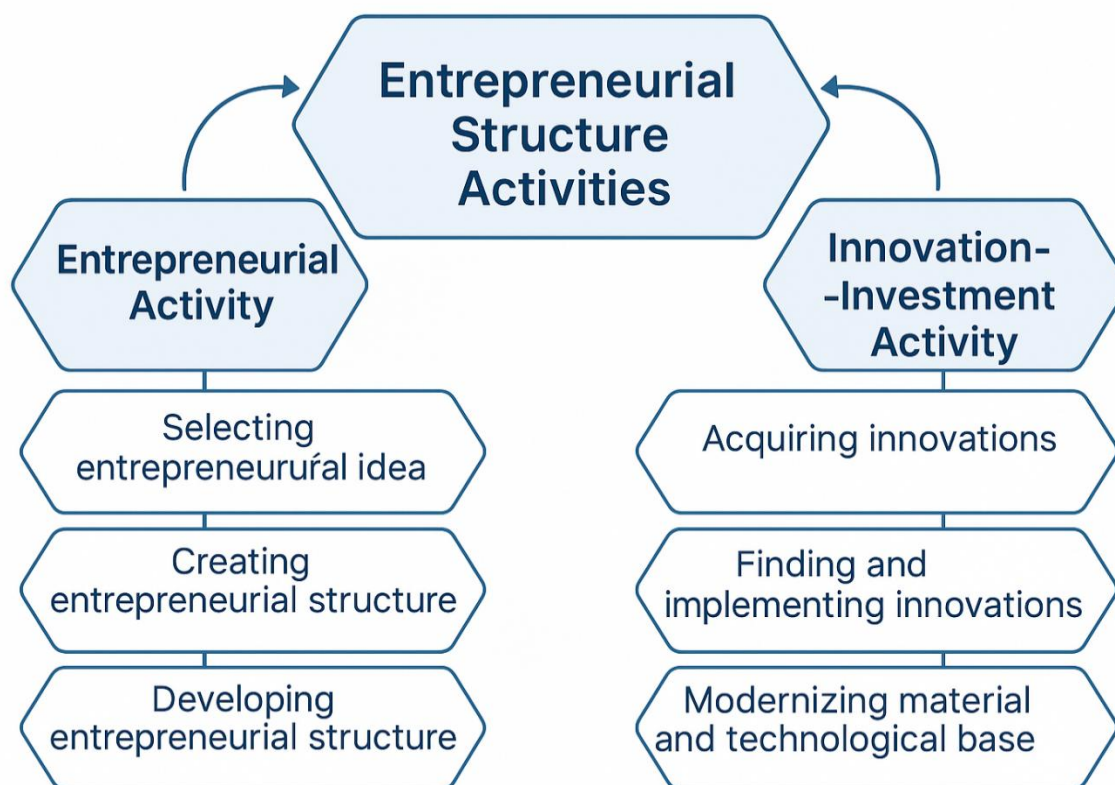 Entrepreneurial
Structure
Activities
Entrepreneurial
Activity
Selecting
entrepreneuruŕal idea
Creating
entrepreneurial structure
Developing
entrepreneurial structure
Innovation-
-Investment
Activity
Acquiring innovations
Finding and
implementing innovations
Modernizing material
and technological base